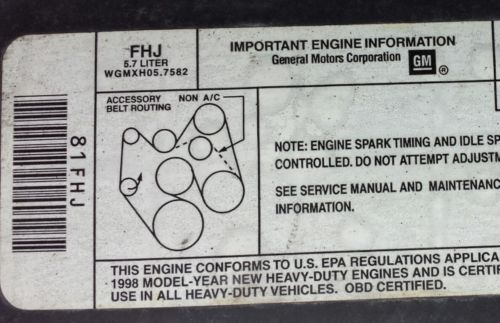 FHJ
5.7 LITER
WGMXH05.7582
IMPORTANT ENGINE INFORMATION
General Motors Corporation GM ®
ACCESSORY NON A/C
BELT ROUTING
81FHJ
NOTE: ENGINE SPARK TIMING AND IDLE SP
CONTROLLED. DO NOT ATTEMPT ADJUSTM
SEE SERVICE MANUAL AND MAINTENANC
INFORMATION.
THIS ENGINE CONFORMS TO U.S. EPA REGULATIONS APPLICA
1998 MODEL-YEAR NEW HEAVY-DUTY ENGINES AND IS CERTIF
USE IN ALL HEAVY-DUTY VEHICLES. OBD CERTIFIED.